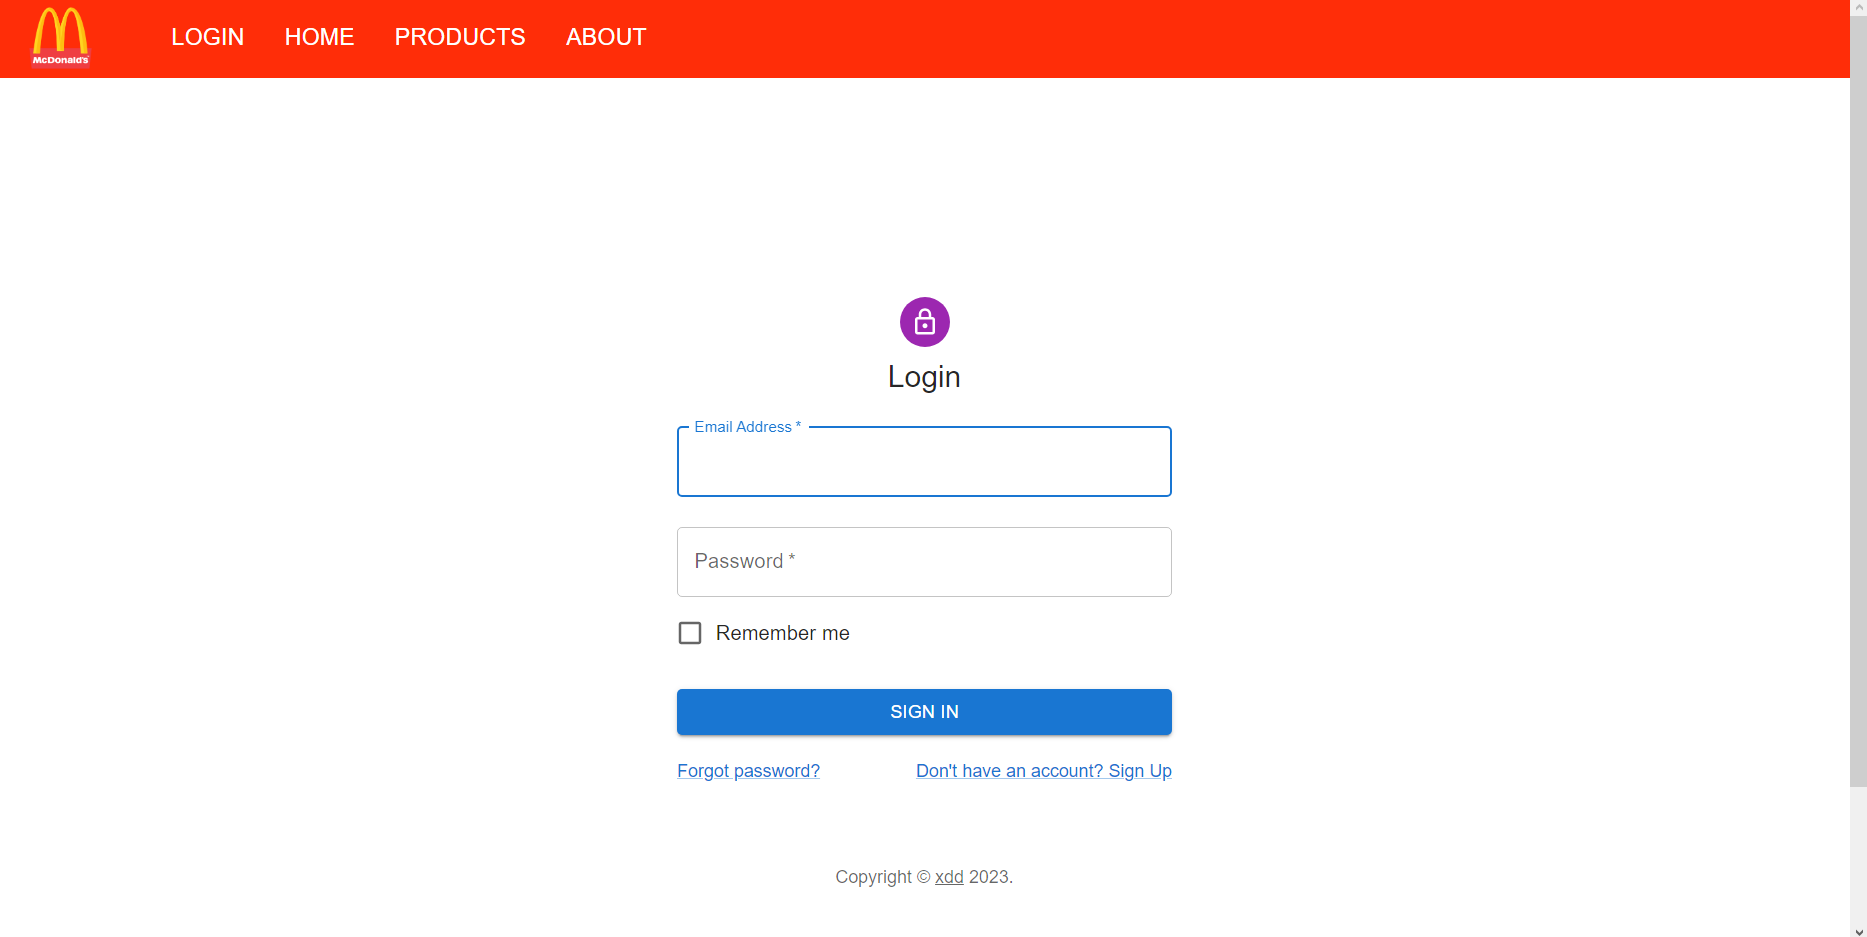 McDonald's
LOGIN HOME PRODUCTS ABOUT
Login
Email Address *
Password *
Remember me
SIGN IN
Forgot password? Don't have an account? Sign Up
Copyright © xdd 2023.